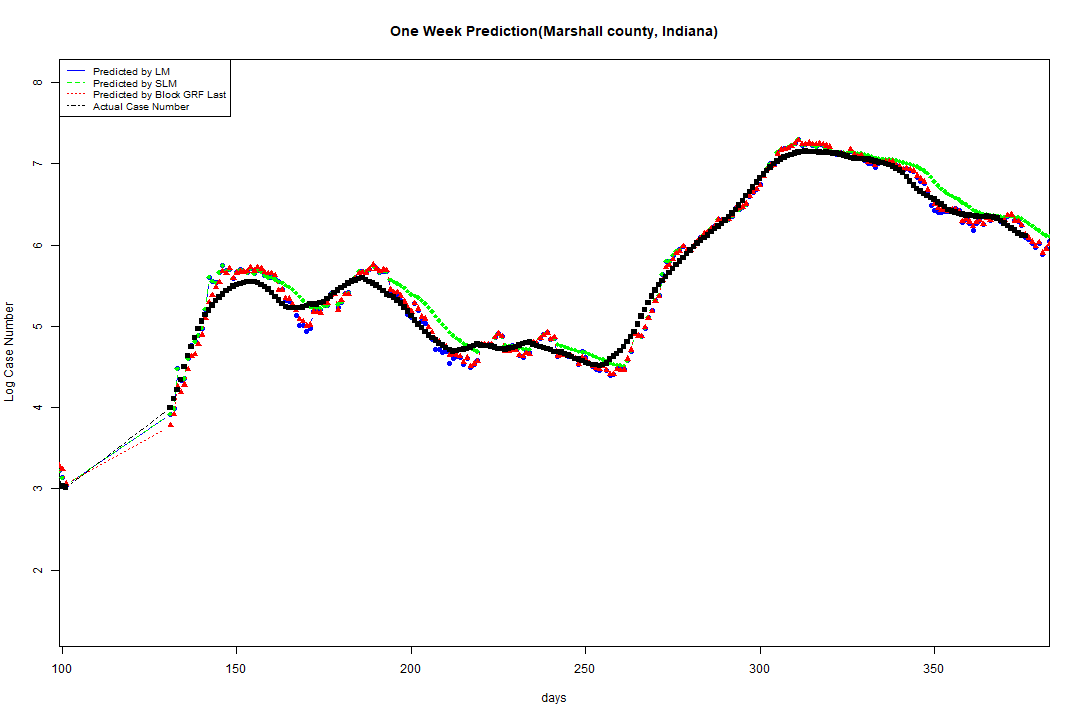 One Week Prediction(Marshall county, Indiana)
Predicted by LM
Predicted by SLM
Predicted by Block GRF Last
Actual Case Number
8
7
6
5
4
3
2
Log Case Number
100 150 200 250 300 350
days